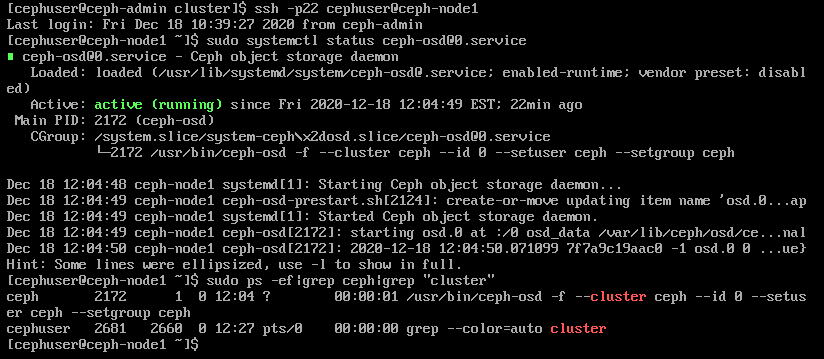 [cephuser@ceph-admin cluster]$ ssh -p22 cephuser@ceph-node1
Last login: Fri Dec 18 10:39:27 2020 from ceph-admin
[cephuser@ceph-node1 ~]$ sudo systemctl status ceph-osd@0.service
ceph-osd@0.service - Ceph object storage daemon
   Loaded: loaded (/usr/lib/systemd/system/ceph-osd@.service; enabled-runtime; vendor preset: disabl
ed)
   Active: active (running) since Fri 2020-12-18 12:04:49 EST; 22min ago
 Main PID: 2172 (ceph-osd)
   CGroup: /system.slice/system-ceph\x2dosd.slice/ceph-osd@0.service
           └─2172 /usr/bin/ceph-osd -f --cluster ceph --id 0 --setuser ceph --setgroup ceph

Dec 18 12:04:48 ceph-node1 systemd[1]: Starting Ceph object storage daemon...
Dec 18 12:04:49 ceph-node1 ceph-osd-prestart.sh[2124]: create-or-move updating item name 'osd.0...ap
Dec 18 12:04:49 ceph-node1 systemd[1]: Started Ceph object storage daemon.
Dec 18 12:04:49 ceph-node1 ceph-osd[2172]: starting osd.0 at :/0 osd_data /var/lib/ceph/osd/ce...nal
Dec 18 12:04:50 ceph-node1 ceph-osd[2172]: 2020-12-18 12:04:50.071099 7f7a9c19aac0 -1 osd.0 0 ...ue}
Hint: Some lines were ellipsized, use -l to show in full.
[cephuser@ceph-node1 ~]$ sudo ps -ef|grep ceph|grep "cluster"
ceph      2172     1  0 12:04 ?        00:00:01 /usr/bin/ceph-osd -f --cluster ceph --id 0 --setus
er ceph --setgroup ceph
cephuser  2681  2660  0 12:27 pts/0    00:00:00 grep --color=auto cluster
[cephuser@ceph-node1 ~]$